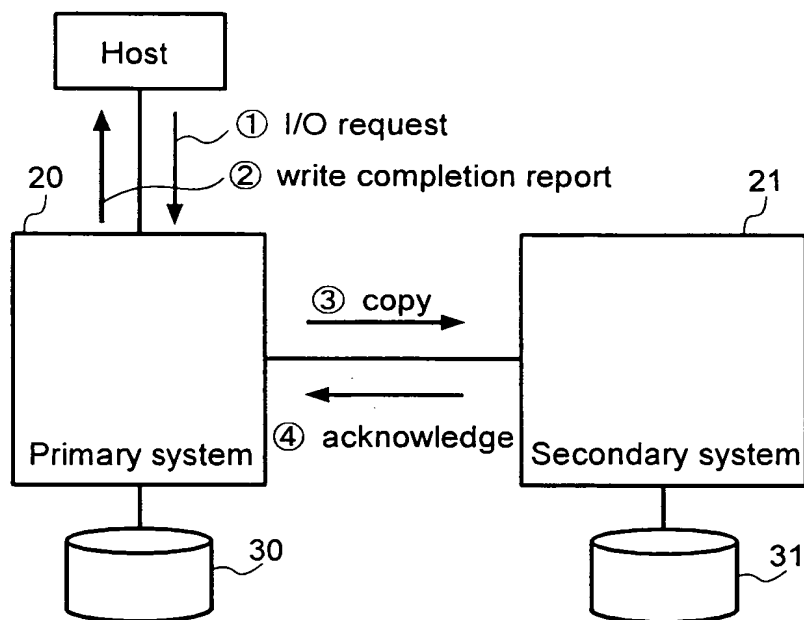 Host
① I/O request
② write completion report
20
21
③ copy
④ acknowledge
Primary system
Secondary system
30
31